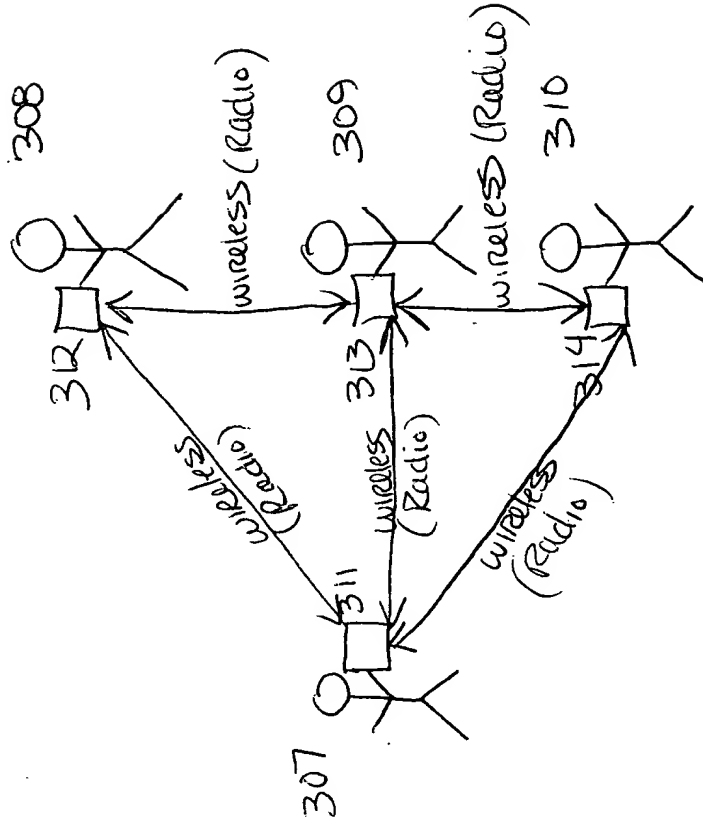 308
wireless (Radio)
309
wireless (Radio)
310
312
313
314
wireless
(Radio)
wireless
(Radio)
wireless
(Radio)
311
307